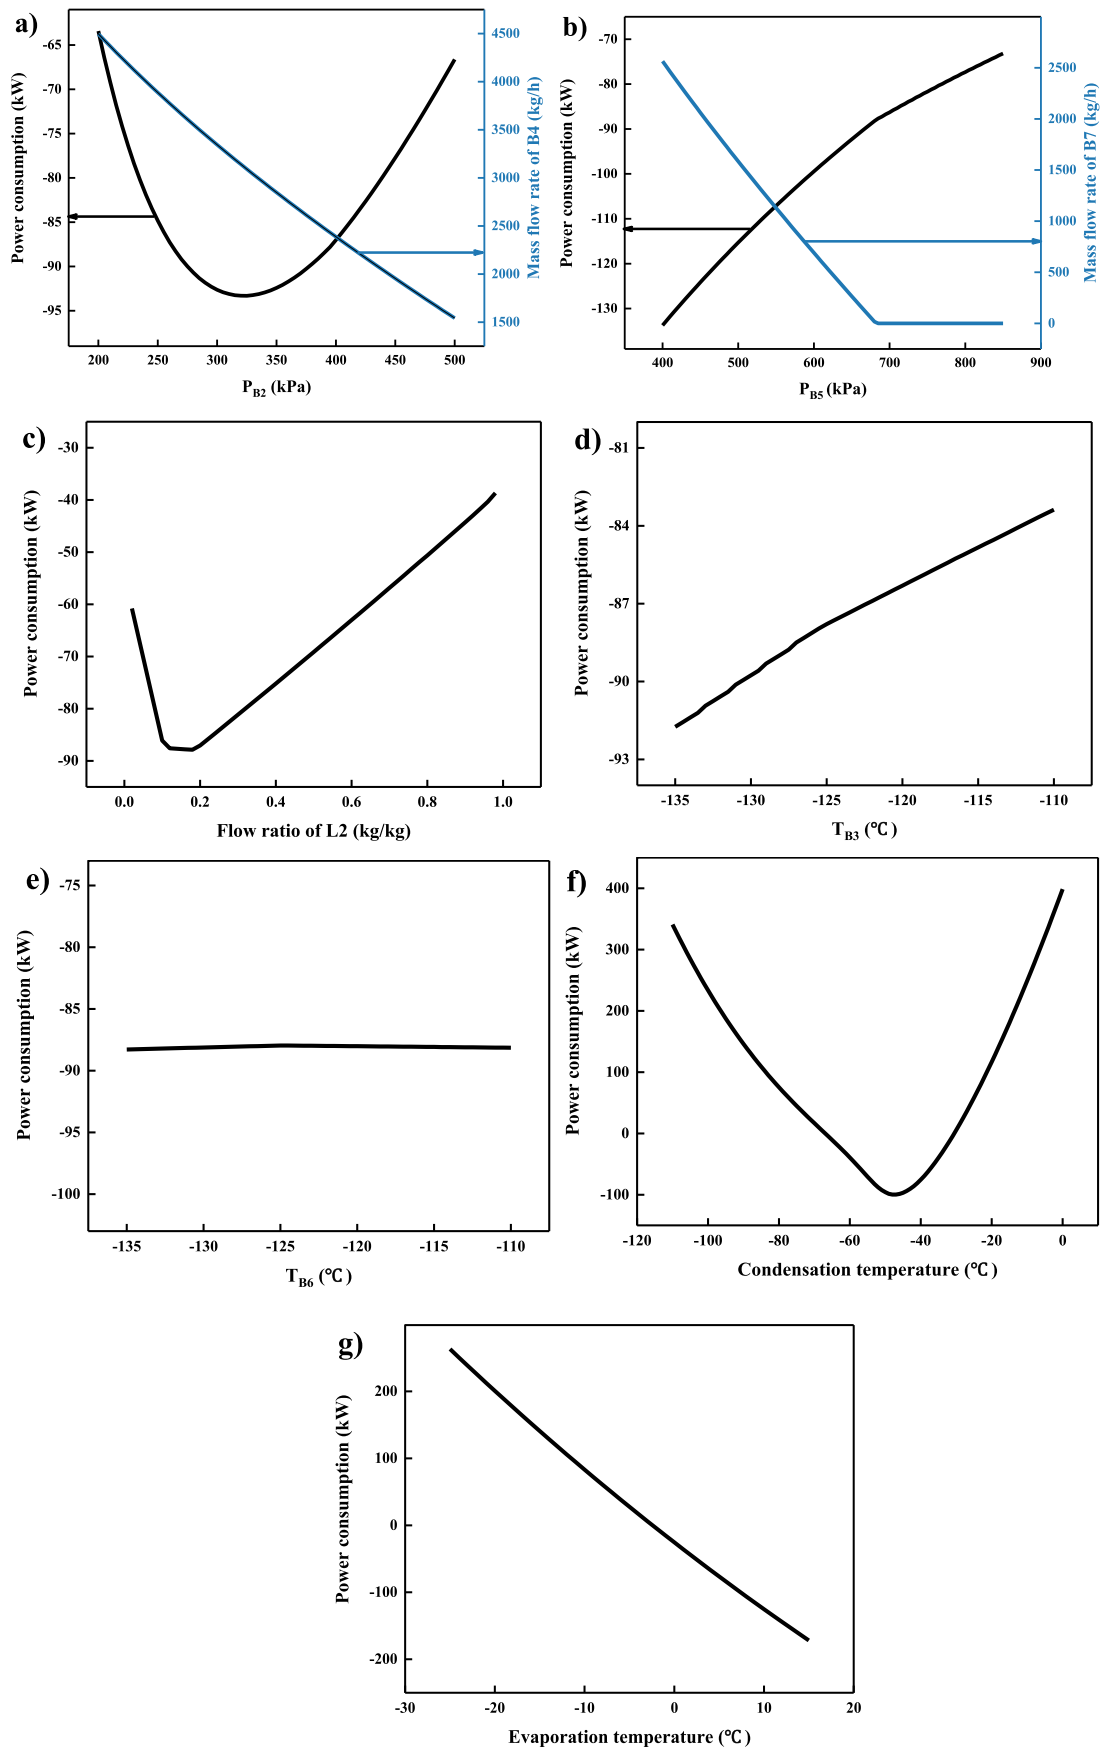 a)
-65
-70
-75
-80
-85
-90
-95
Power consumption (kW)
4500
4000
3500
3000
2500
2000
1500
Mass flow rate of B4 (kg/h)
200 250 300 350 400 450 500
P_B2 (kPa)
b)
-70
-80
-90
-100
-110
-120
-130
Power consumption (kW)
2500
2000
1500
1000
500
0
Mass flow rate of B7 (kg/h)
400 500 600 700 800 900
P_B5 (kPa)
c)
-30
-40
-50
-60
-70
-80
-90
Power consumption (kW)
0.0 0.2 0.4 0.6 0.8 1.0
Flow ratio of L2 (kg/kg)
d)
-81
-84
-87
-90
-93
Power consumption (kW)
-135 -130 -125 -120 -115 -110
T_B3 (℃)
e)
-75
-80
-85
-90
-95
-100
Power consumption (kW)
-135 -130 -125 -120 -115 -110
T_B6 (℃)
f)
400
300
200
100
0
-100
Power consumption (kW)
-120 -100 -80 -60 -40 -20 0
Condensation temperature (℃)
g)
200
100
0
-100
-200
Power consumption (kW)
-30 -20 -10 0 10 20
Evaporation temperature (℃)